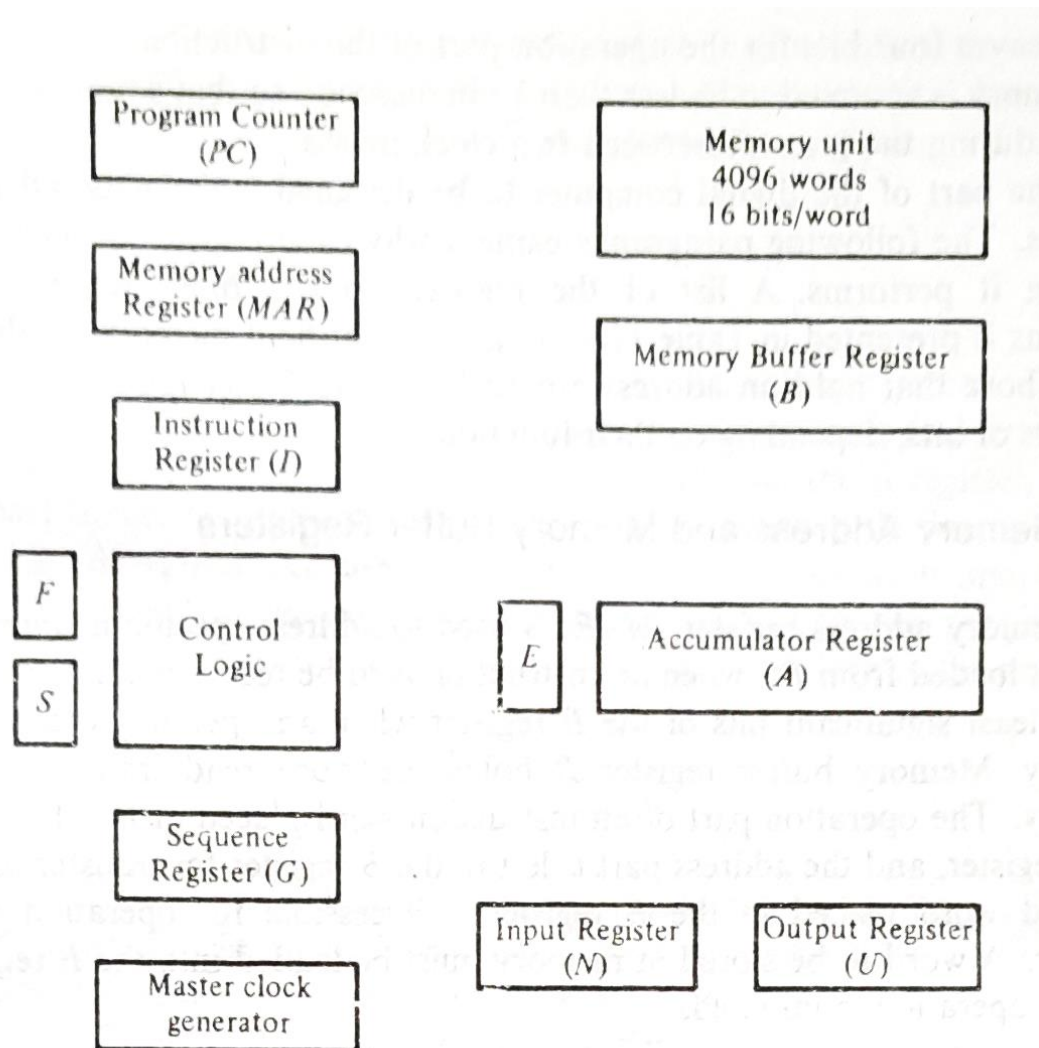 Program Counter
(PC)
Memory unit
4096 words
16 bits/word
Memory address
Register (MAR)
Memory Buffer Register
(B)
Instruction
Register (I)
F
S
Control
Logic
E
Accumulator Register
(A)
Sequence
Register (G)
Input Register
(N)
Output Register
(U)
Master clock
generator